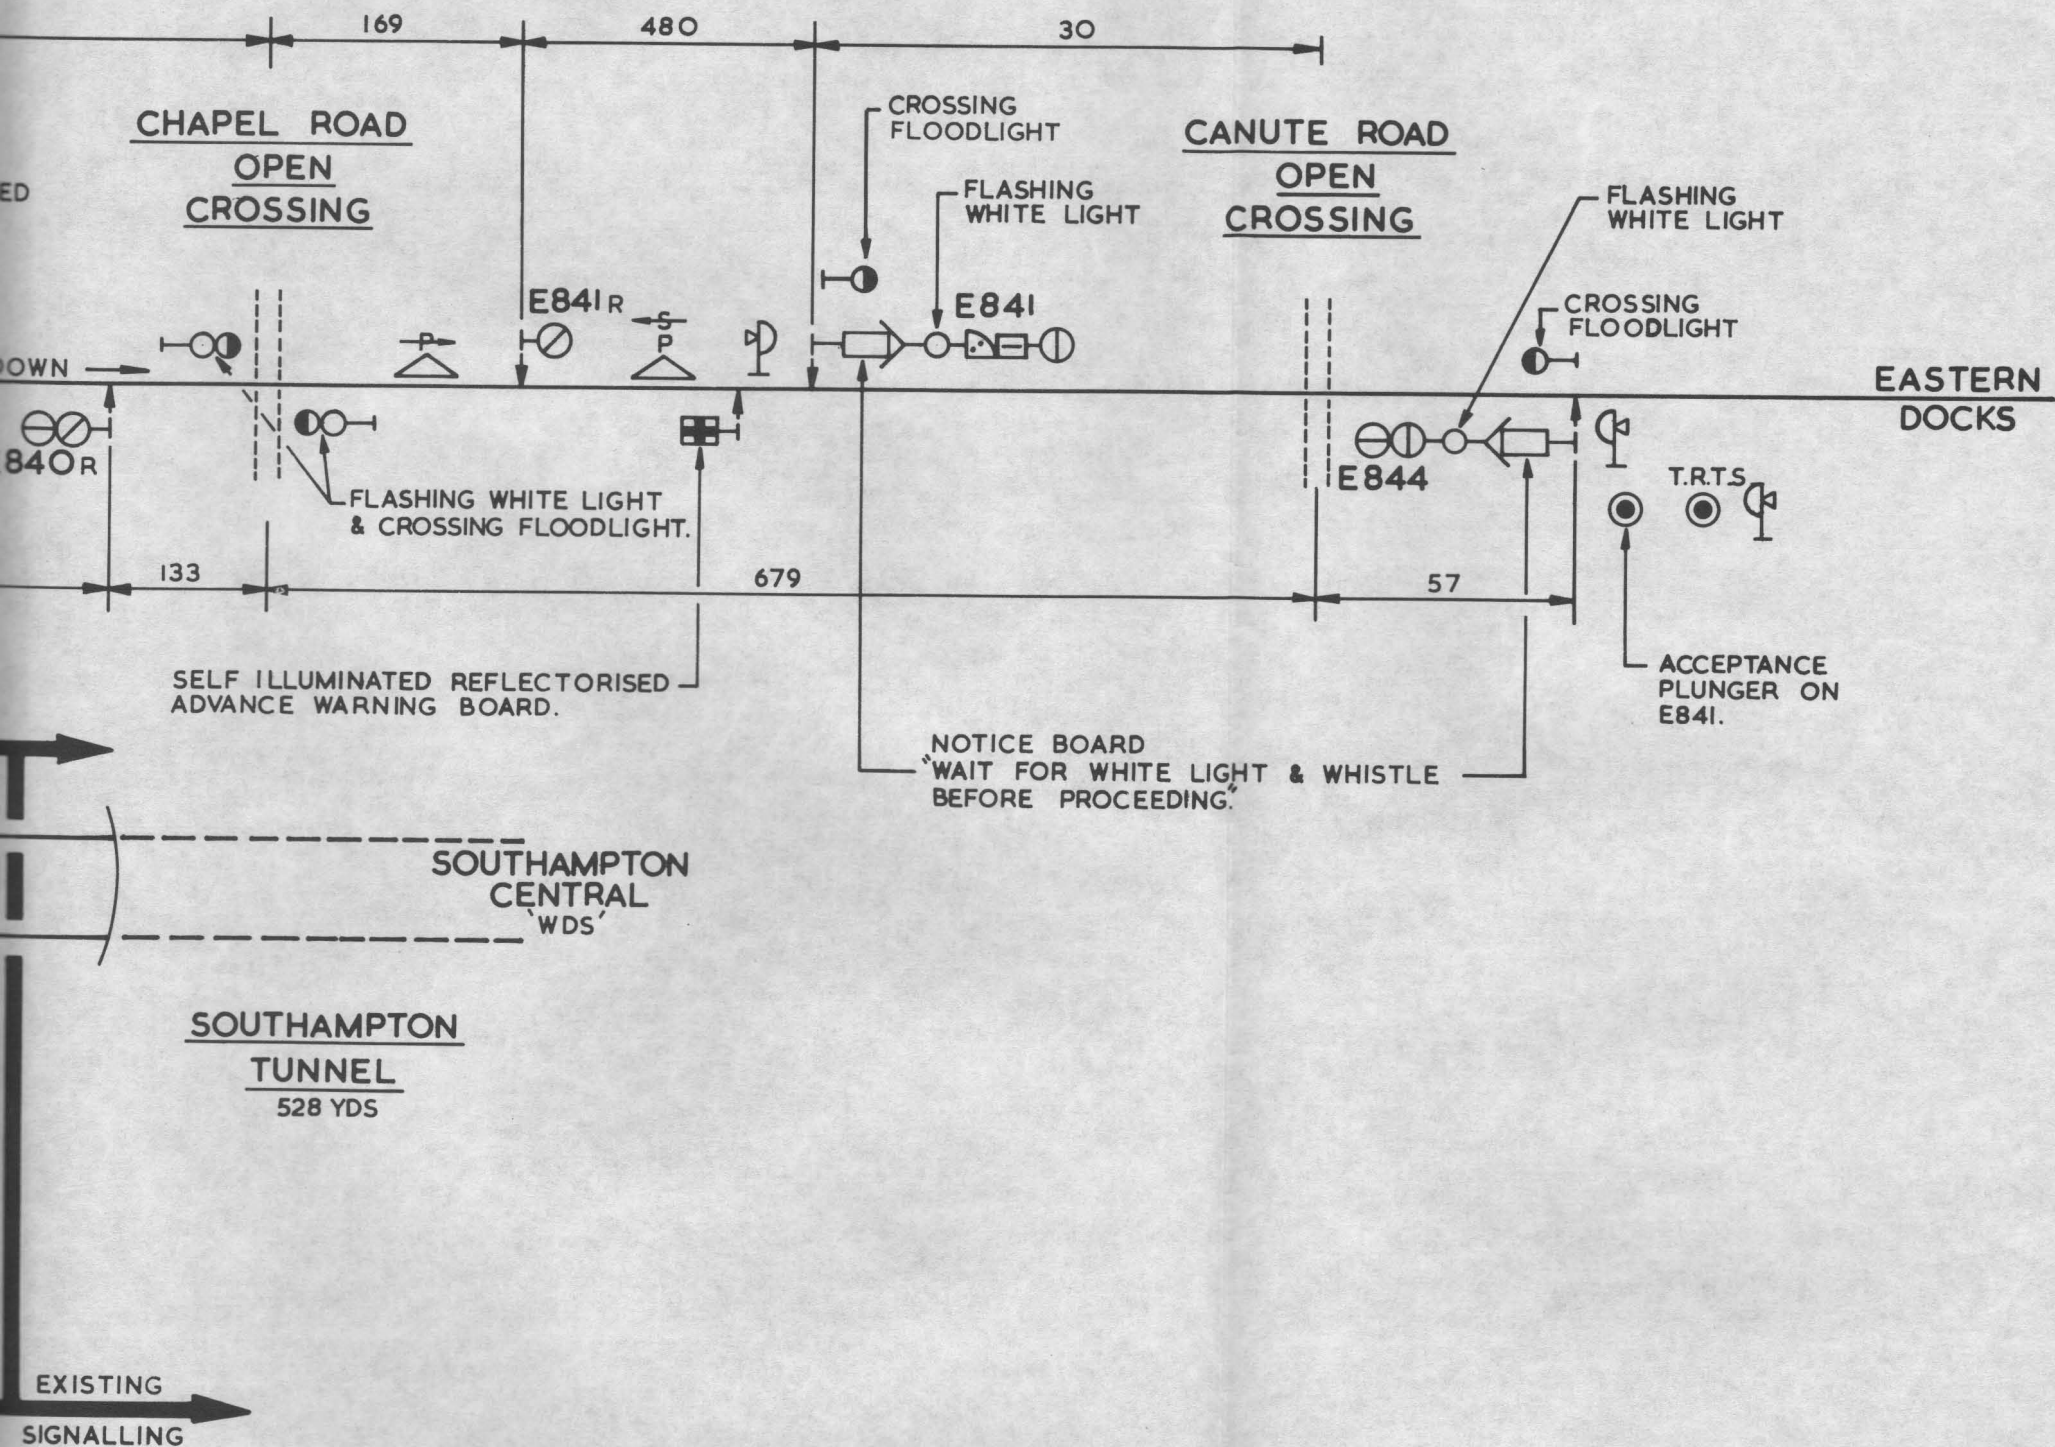 169
480
30
CHAPEL ROAD
OPEN
CROSSING
CROSSING
FLOODLIGHT
FLASHING
WHITE LIGHT
CANUTE ROAD
OPEN
CROSSING
FLASHING
WHITE LIGHT
CROSSING
FLOODLIGHT
ED
E841R
P
S
P
E841
DOWN
EASTERN
DOCKS
840R
E844
T.R.T.S
FLASHING WHITE LIGHT
& CROSSING FLOODLIGHT.
133
679
57
SELF ILLUMINATED REFLECTORISED
ADVANCE WARNING BOARD.
ACCEPTANCE
PLUNGER ON
E841.
NOTICE BOARD
"WAIT FOR WHITE LIGHT & WHISTLE
BEFORE PROCEEDING."
SOUTHAMPTON
CENTRAL
'WDS'
SOUTHAMPTON
TUNNEL
528 YDS
EXISTING
SIGNALLING